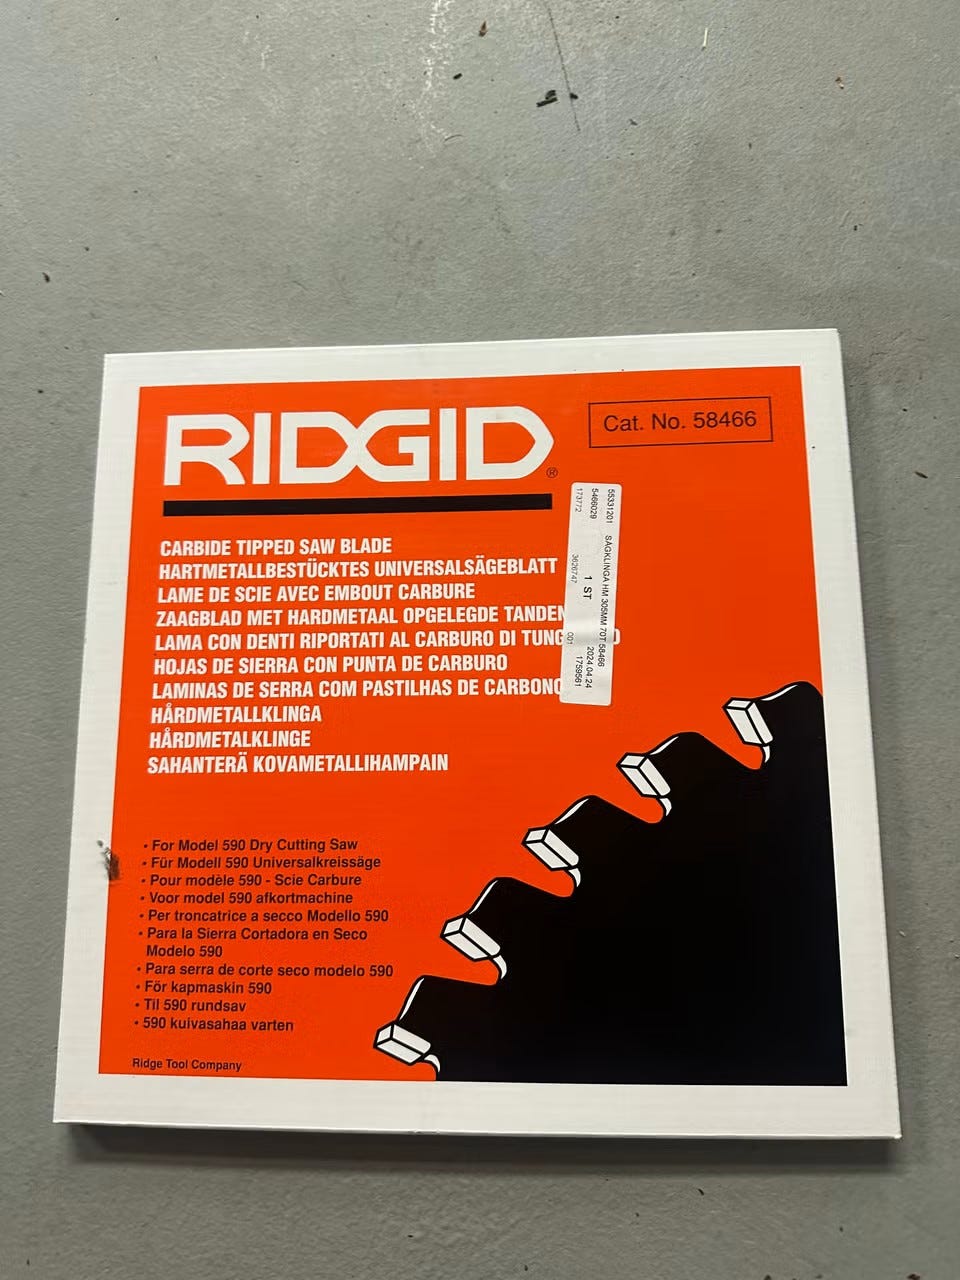 RIDGID®
Cat. No. 58466
CARBIDE TIPPED SAW BLADE
HARTMETALLBESTÜCKTES UNIVERSALSÄGEBLATT
LAME DE SCIE AVEC EMBOUT CARBURE
ZAAGBLAD MET HARDMETAAL OPGELEGDE TANDEN
LAMA CON DENTI RIPORTATI AL CARBURO DI
HOJAS DE SIERRA CON PUNTA DE CARBURO
LAMINAS DE SERRA COM PASTILHAS DE CARBONO
HÅRDMETALLKLINGA
HÅRDMETALKLINGE
SAHANTERÄ KOVAMETALLIHAMPAIN
55331201 SÅGKLINGA HM 305MM 70T 58466
5466029 1 ST 2024.04.24
173772 3626747 001 1759561
• For Model 590 Dry Cutting Saw
• Für Modell 590 Universalkreissäge
• Pour modèle 590 - Scie Carbure
• Voor model 590 afkortmachine
• Per troncatrice a secco Modello 590
• Para la Sierra Cortadora en Seco
Modelo 590
• Para serra de corte seco modelo 590
• För kapmaskin 590
• Til 590 rundsav
• 590 kuivasahaa varten
Ridge Tool Company